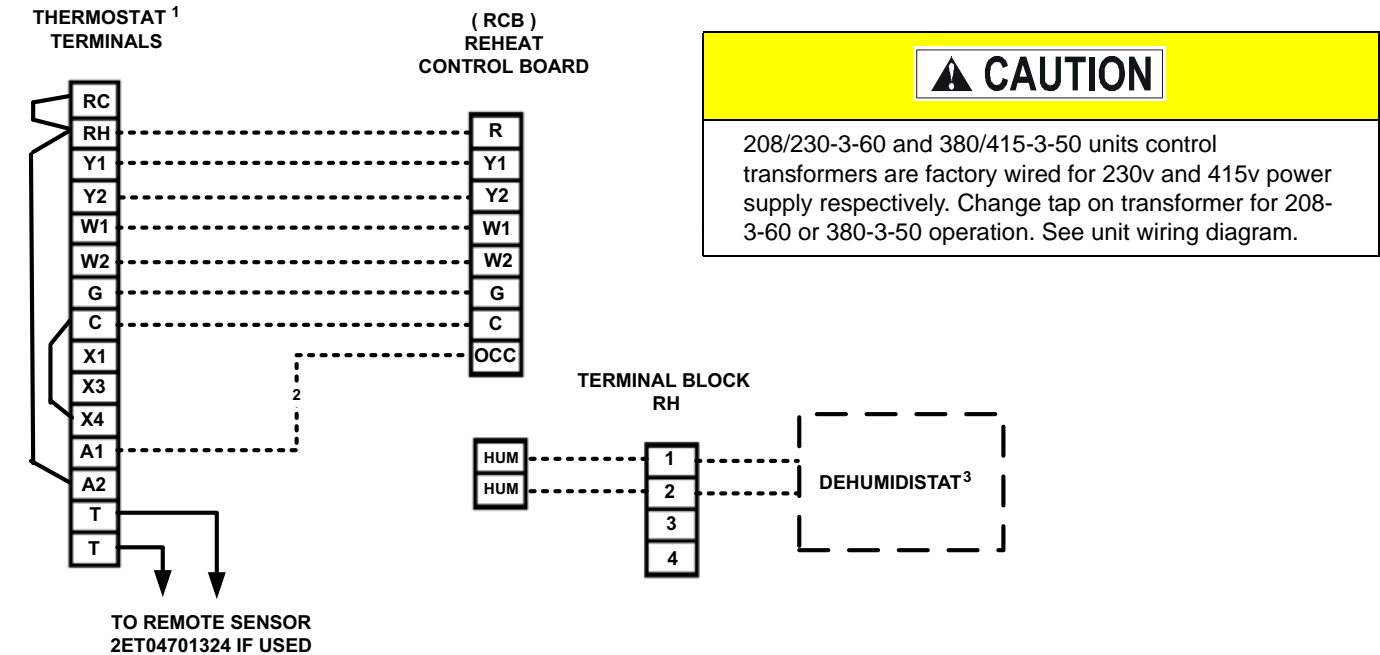 THERMOSTAT 1
TERMINALS
RC
RH
Y1
Y2
W1
W2
G
C
X1
X3
X4
A1
A2
T
T
TO REMOTE SENSOR
2ET04701324 IF USED
2
( RCB )
REHEAT
CONTROL BOARD
R
Y1
Y2
W1
W2
G
C
OCC
HUM
HUM
TERMINAL BLOCK
RH
1
2
3
4
DEHUMIDISTAT3
CAUTION
208/230-3-60 and 380/415-3-50 units control
transformers are factory wired for 230v and 415v power
supply respectively. Change tap on transformer for 208-
3-60 or 380-3-50 operation. See unit wiring diagram.